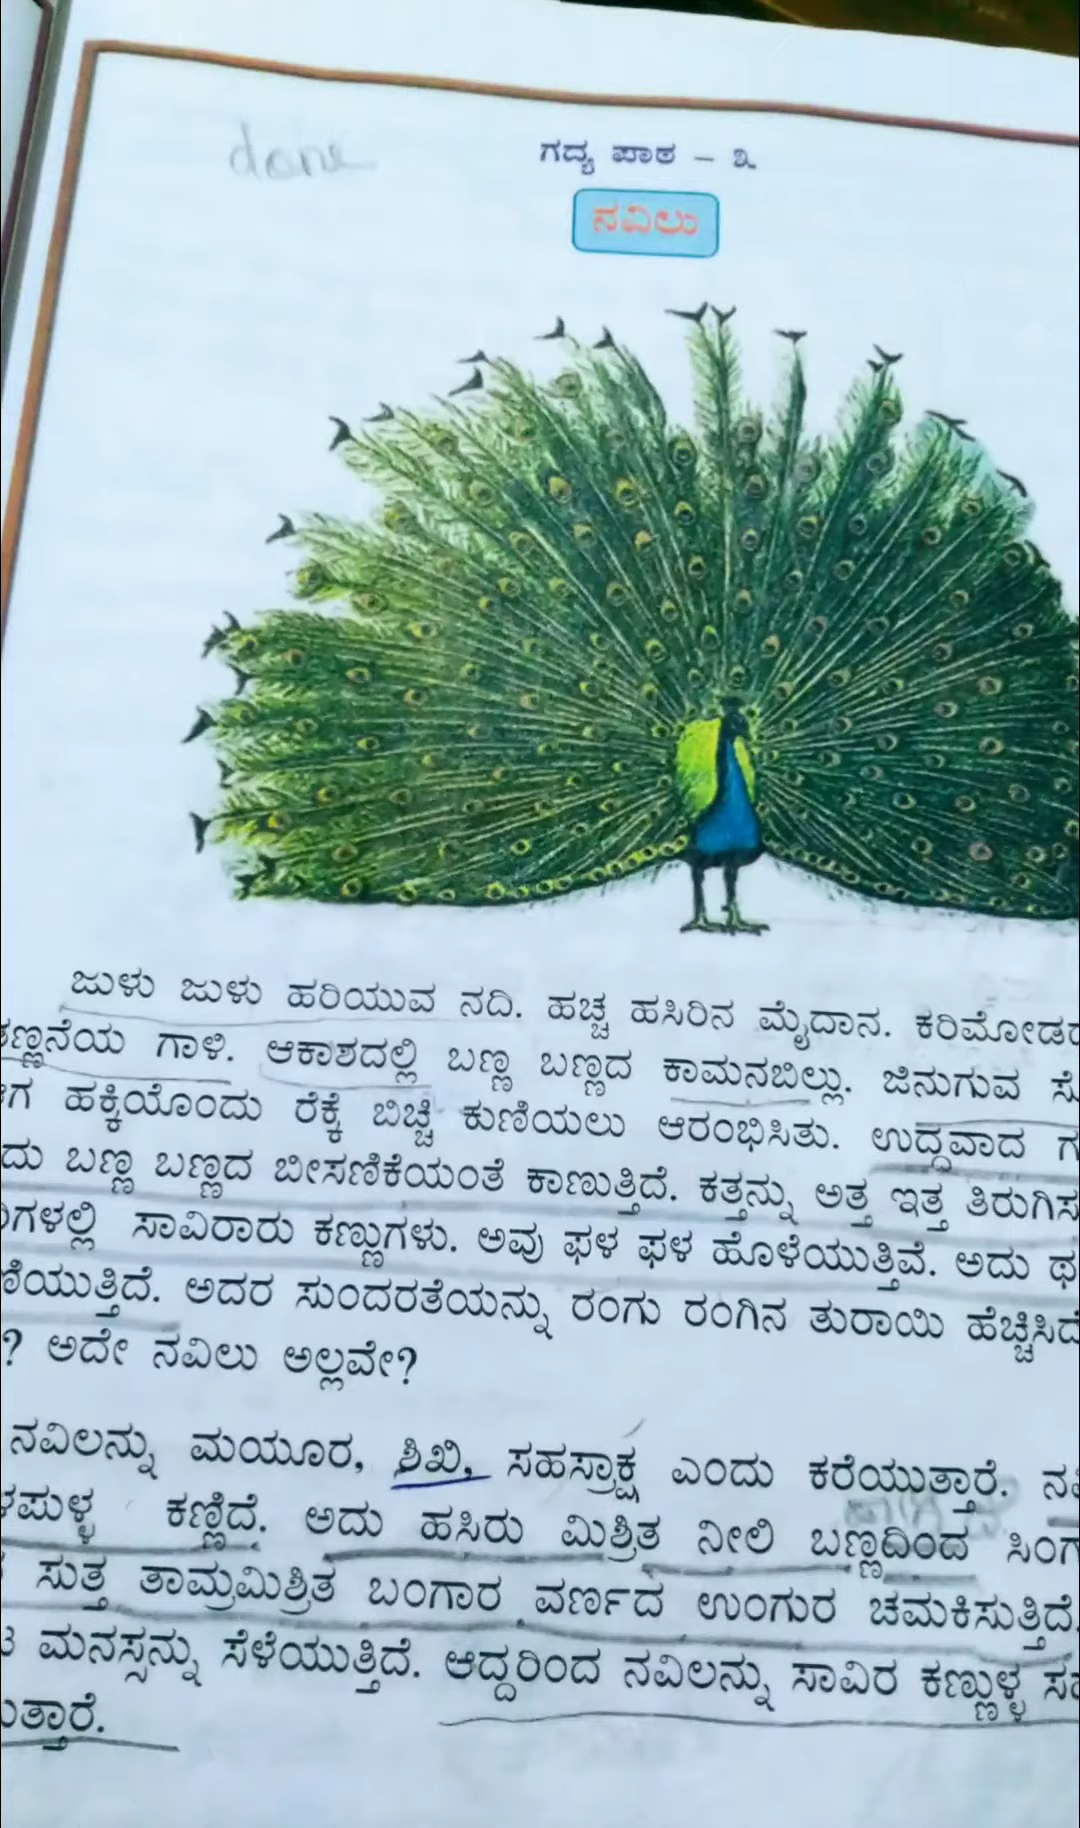 done
ಗದ್ಯ ಪಾಠ – ೩
ನವಿಲು
ಜುಳು ಜುಳು ಹರಿಯುವ ನದಿ. ಹಚ್ಚ ಹಸಿರಿನ ಮೈದಾನ. ಕರಿಮೋಡ
ತಣ್ಣನೆಯ ಗಾಳಿ. ಆಕಾಶದಲ್ಲಿ ಬಣ್ಣ ಬಣ್ಣದ ಕಾಮನಬಿಲ್ಲು. ಜಿನುಗುವ
ಹಕ್ಕಿಯೊಂದು ರೆಕ್ಕೆ ಬಿಚ್ಚಿ ಕುಣಿಯಲು ಆರಂಭಿಸಿತು. ಉದ್ದವಾದ
ದು ಬಣ್ಣ ಬಣ್ಣದ ಬೀಸಣಿಕೆಯಂತೆ ಕಾಣುತ್ತಿದೆ. ಕತ್ತನ್ನು ಅತ್ತ ಇತ್ತ ತಿರುಗಿಸ
ಗಳಲ್ಲಿ ಸಾವಿರಾರು ಕಣ್ಣುಗಳು. ಅವು ಫಳ ಫಳ ಹೊಳೆಯುತ್ತಿವೆ. ಅದು ಥ
ಣಿಯುತ್ತಿದೆ. ಅದರ ಸುಂದರತೆಯನ್ನು ರಂಗು ರಂಗಿನ ತುರಾಯಿ ಹೆಚ್ಚಿಸಿದೆ
? ಅದೇ ನವಿಲು ಅಲ್ಲವೇ?
ನವಿಲನ್ನು ಮಯೂರ, ಶಿಖಿ, ಸಹಸ್ರಾಕ್ಷ ಎಂದು ಕರೆಯುತ್ತಾರೆ. ನವಿ
ಳಪುಳ್ಳ ಕಣ್ಣಿದೆ. ಅದು ಹಸಿರು ಮಿಶ್ರಿತ ನೀಲಿ ಬಣ್ಣದಿಂದ ಸಿಂಗ
ಸುತ್ತ ತಾಮ್ರಮಿಶ್ರಿತ ಬಂಗಾರ ವರ್ಣದ ಉಂಗುರ ಚಮಕಿಸುತ್ತಿದೆ.
ಮನಸ್ಸನ್ನು ಸೆಳೆಯುತ್ತಿದೆ. ಆದ್ದರಿಂದ ನವಿಲನ್ನು ಸಾವಿರ ಕಣ್ಣುಳ್ಳ ಸ
ುತ್ತಾರೆ.